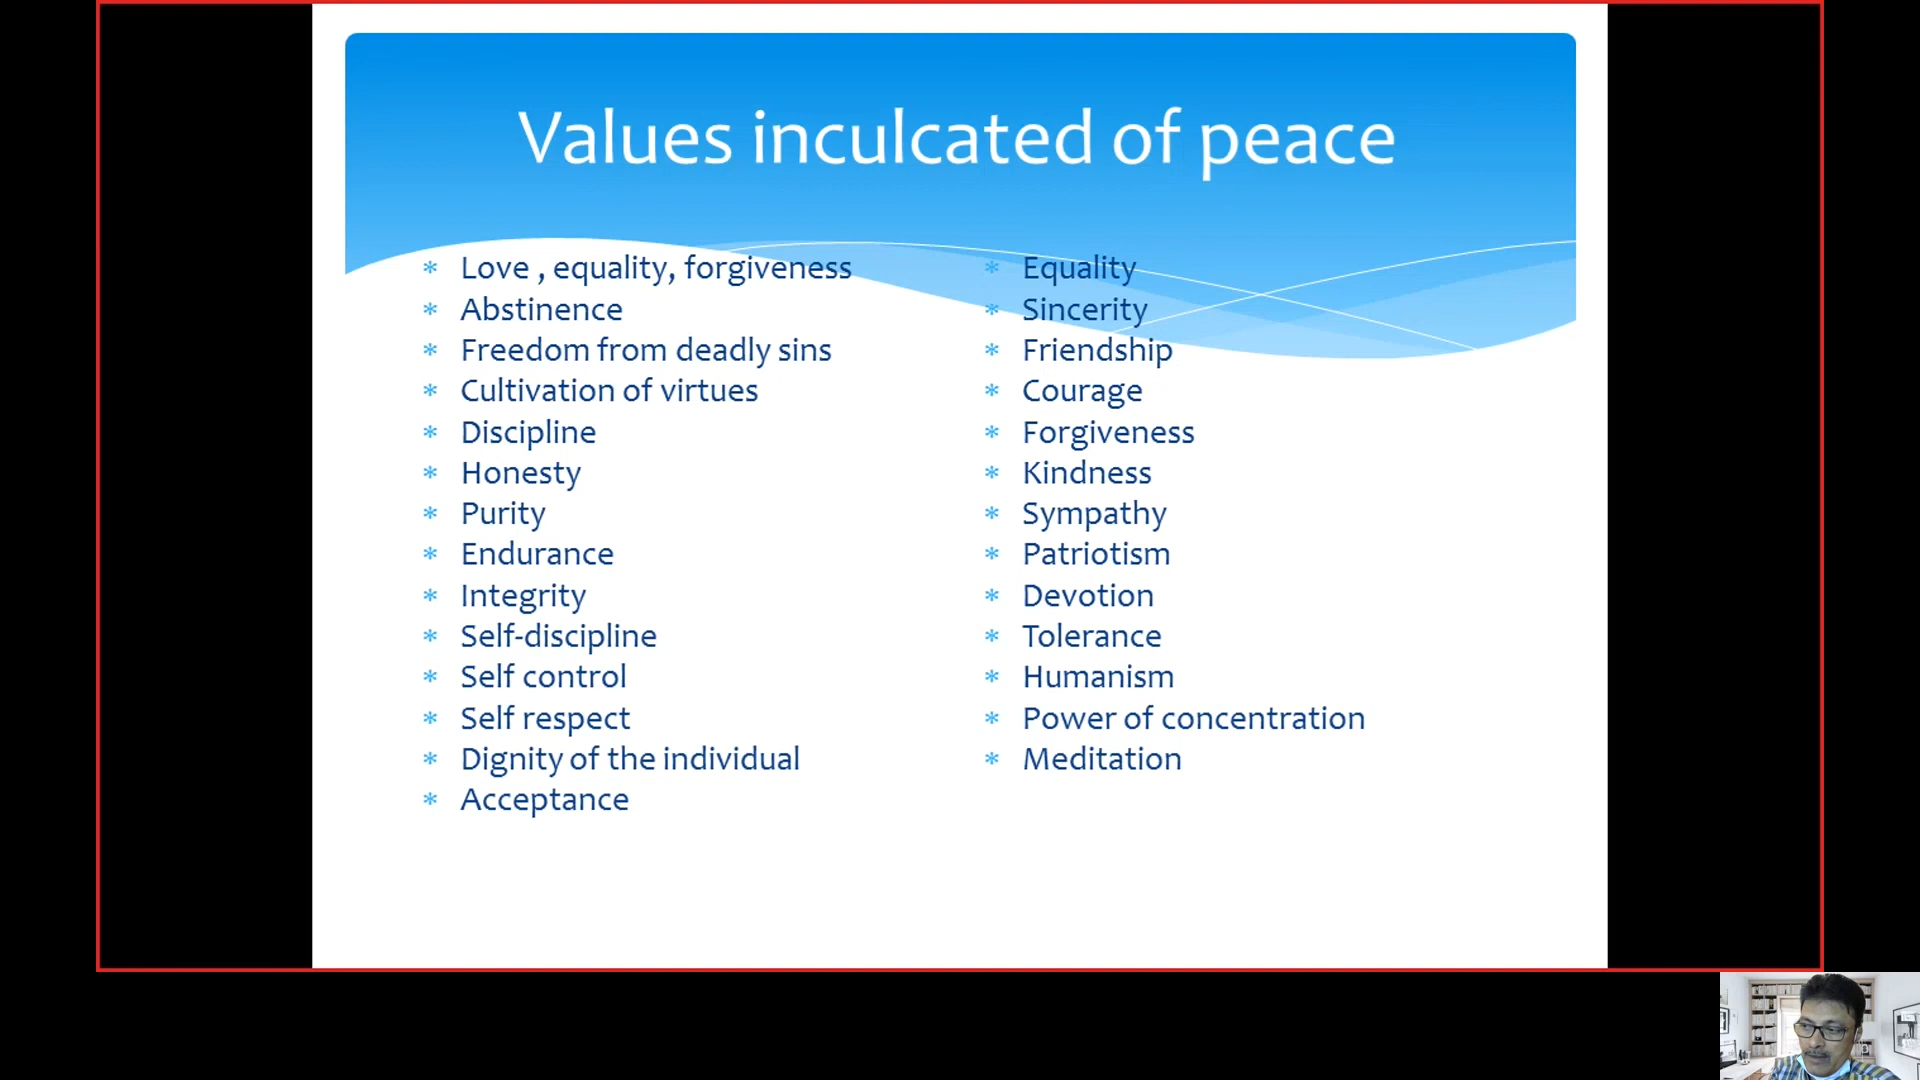 Values inculcated of peace
* Love , equality, forgiveness
* Abstinence
* Freedom from deadly sins
* Cultivation of virtues
* Discipline
* Honesty
* Purity
* Endurance
* Integrity
* Self-discipline
* Self control
* Self respect
* Dignity of the individual
* Acceptance
* Equality
* Sincerity
* Friendship
* Courage
* Forgiveness
* Kindness
* Sympathy
* Patriotism
* Devotion
* Tolerance
* Humanism
* Power of concentration
* Meditation